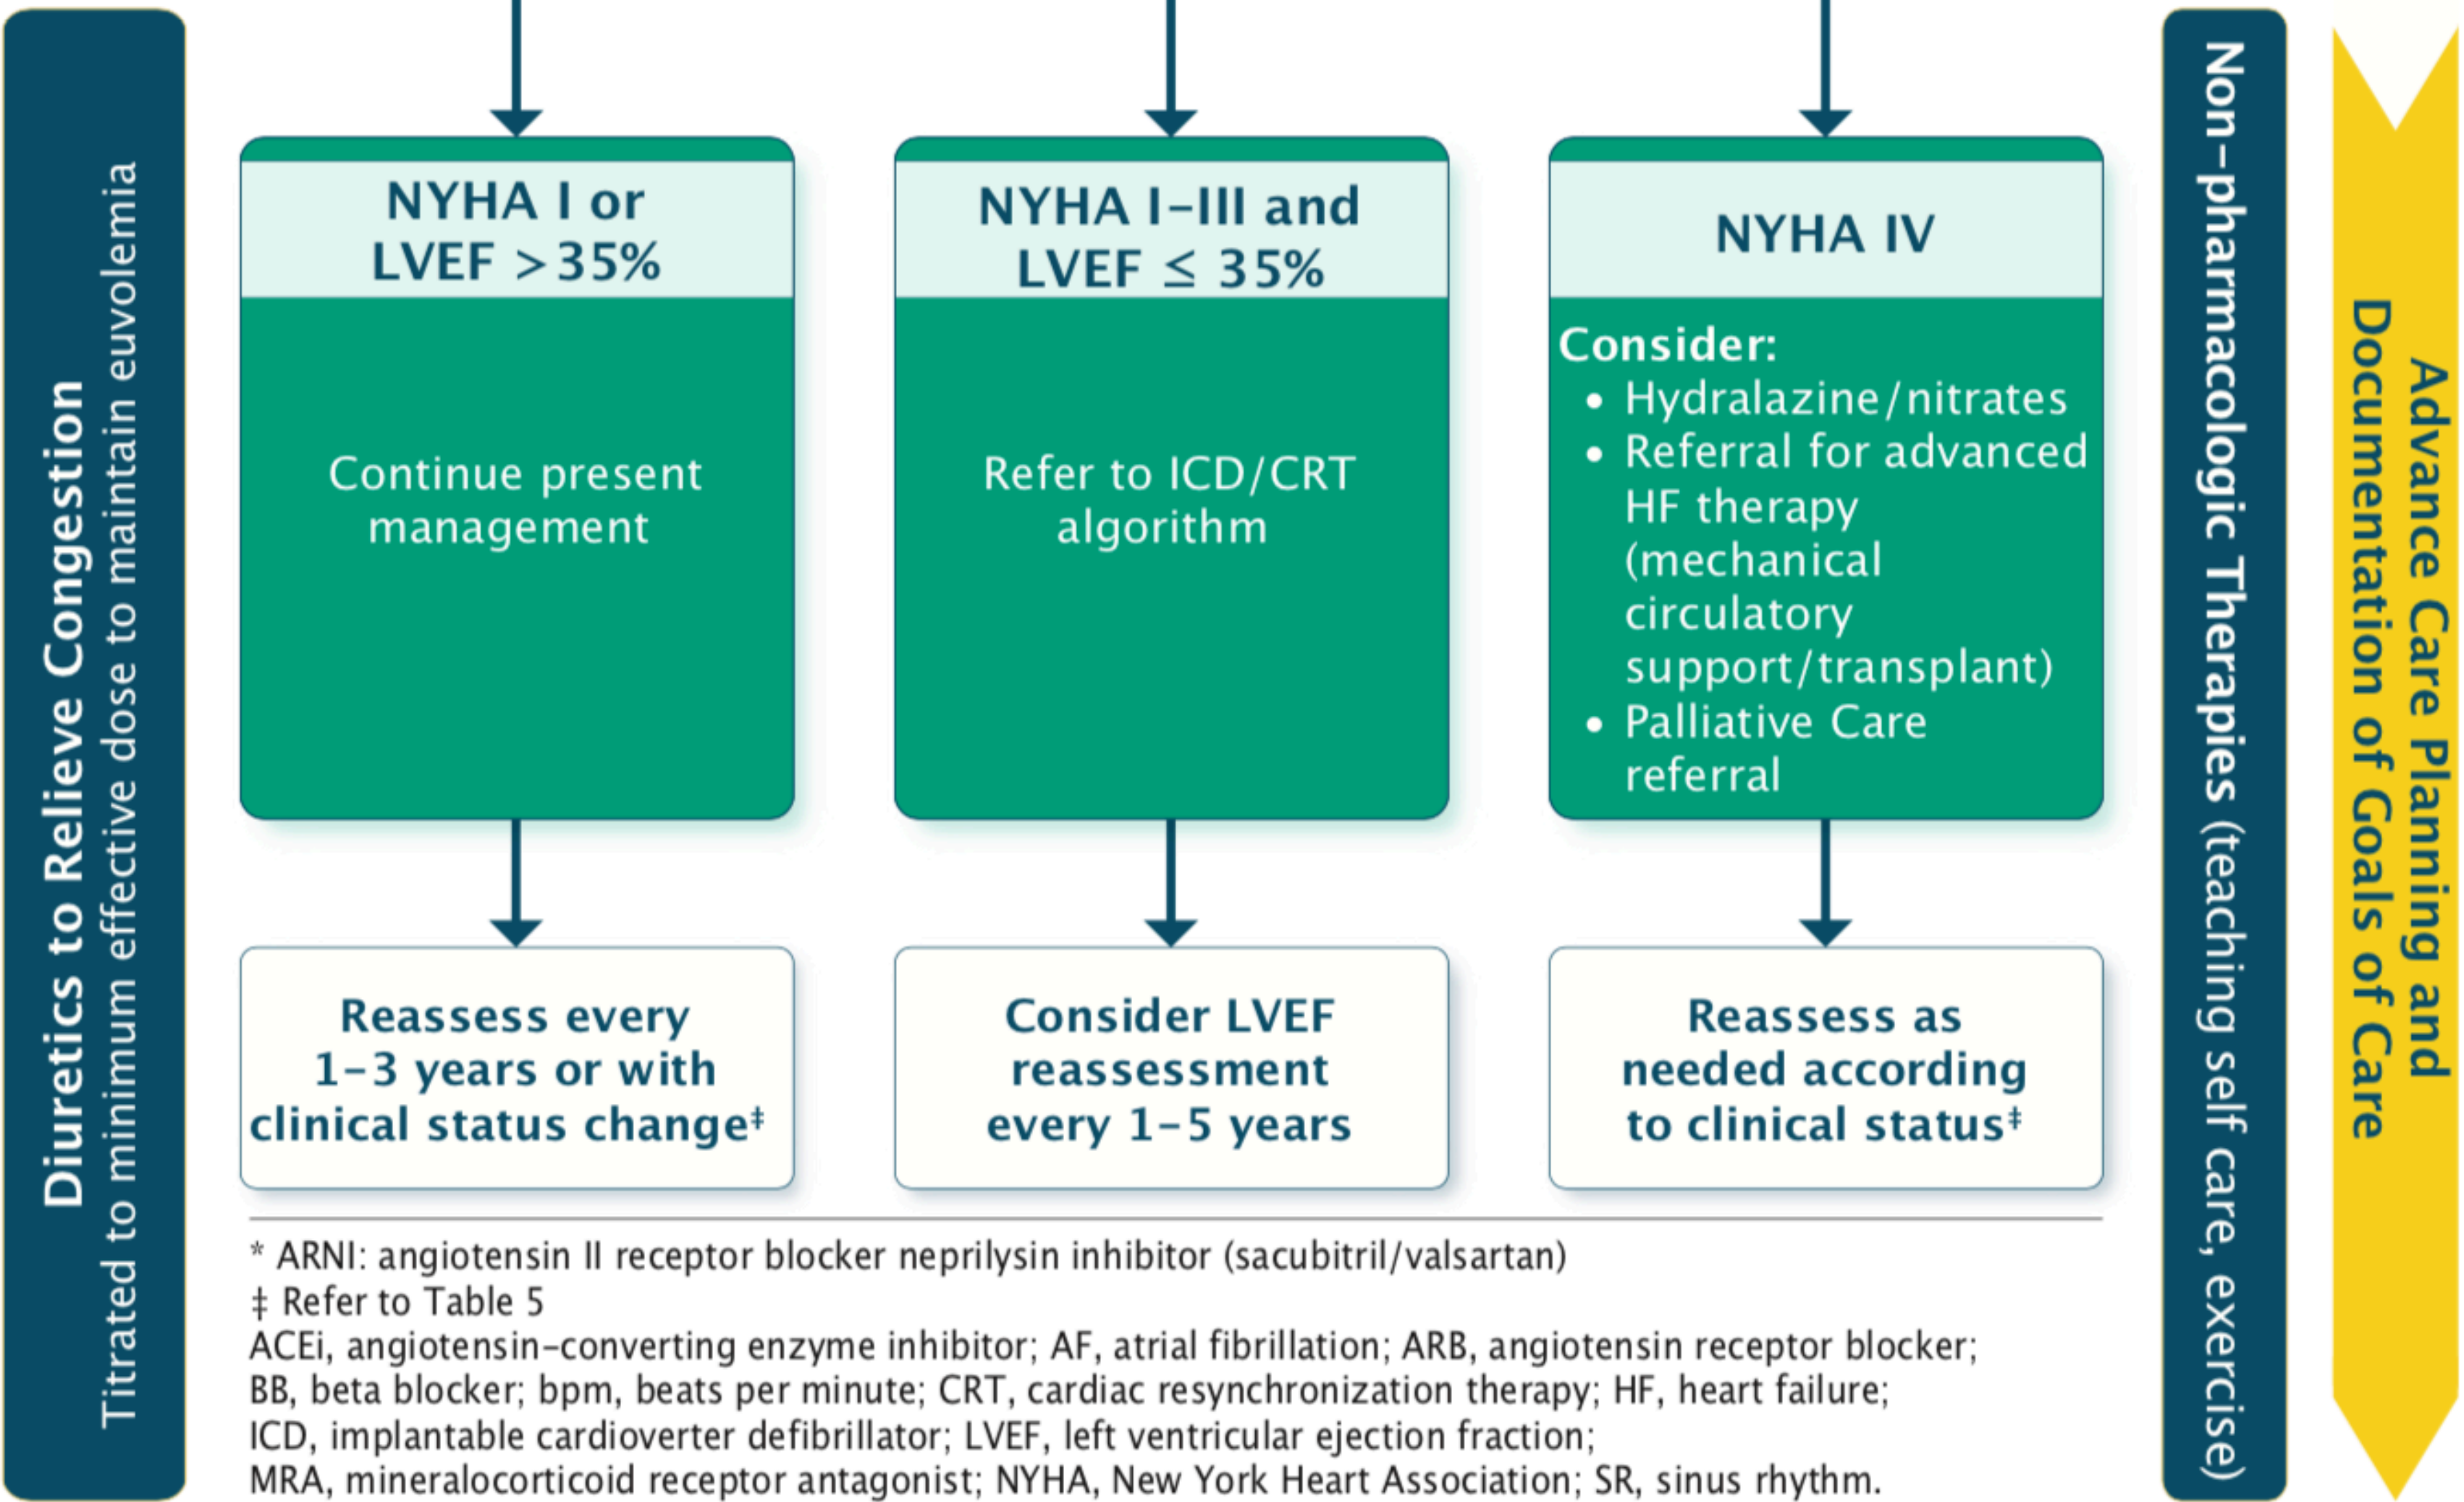 Diuretics to Relieve Congestion
Titrated to minimum effective dose to maintain euvolemia
NYHA I or
LVEF >35%
Continue present
management
Reassess every
1–3 years or with
clinical status change‡
NYHA I–III and
LVEF ≤ 35%
Refer to ICD/CRT
algorithm
Consider LVEF
reassessment
every 1–5 years
NYHA IV
Consider:
• Hydralazine/nitrates
• Referral for advanced
HF therapy
(mechanical
circulatory
support/transplant)
• Palliative Care
referral
Reassess as
needed according
to clinical status‡
Non-pharmacologic Therapies (teaching self care, exercise)
Advance Care Planning and
Documentation of Goals of Care
* ARNI: angiotensin II receptor blocker neprilysin inhibitor (sacubitril/valsartan)
‡ Refer to Table 5
ACEi, angiotensin-converting enzyme inhibitor; AF, atrial fibrillation; ARB, angiotensin receptor blocker;
BB, beta blocker; bpm, beats per minute; CRT, cardiac resynchronization therapy; HF, heart failure;
ICD, implantable cardioverter defibrillator; LVEF, left ventricular ejection fraction;
MRA, mineralocorticoid receptor antagonist; NYHA, New York Heart Association; SR, sinus rhythm.